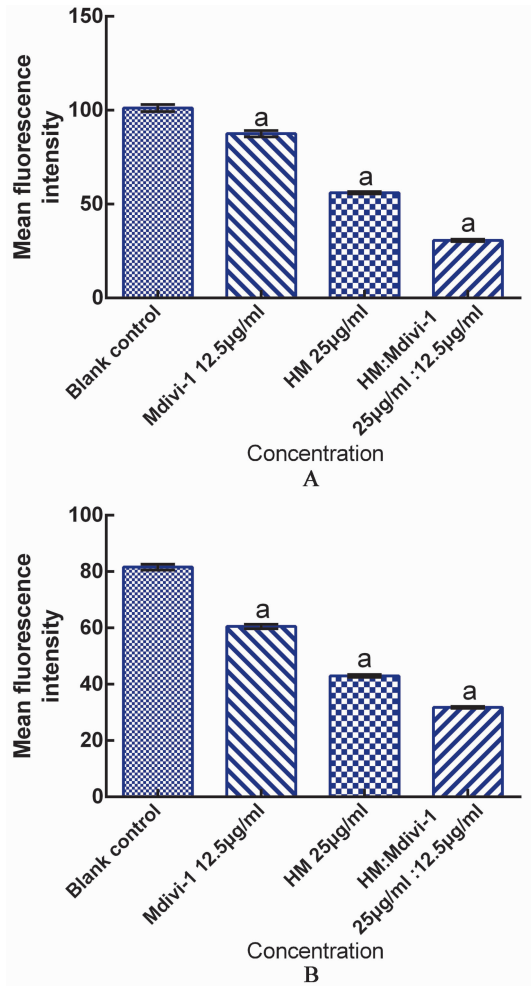 150
100
50
0
Mean fluorescence
intensity
a
a
a
Blank control
Mdivi-1 12.5μg/ml
HM 25μg/ml
HM:Mdivi-1
25μg/ml :12.5μg/ml
Concentration
A
100
80
60
40
20
0
Mean fluorescence
intensity
a
a
a
Blank control
Mdivi-1 12.5μg/ml
HM 25μg/ml
HM:Mdivi-1
25μg/ml :12.5μg/ml
Concentration
B